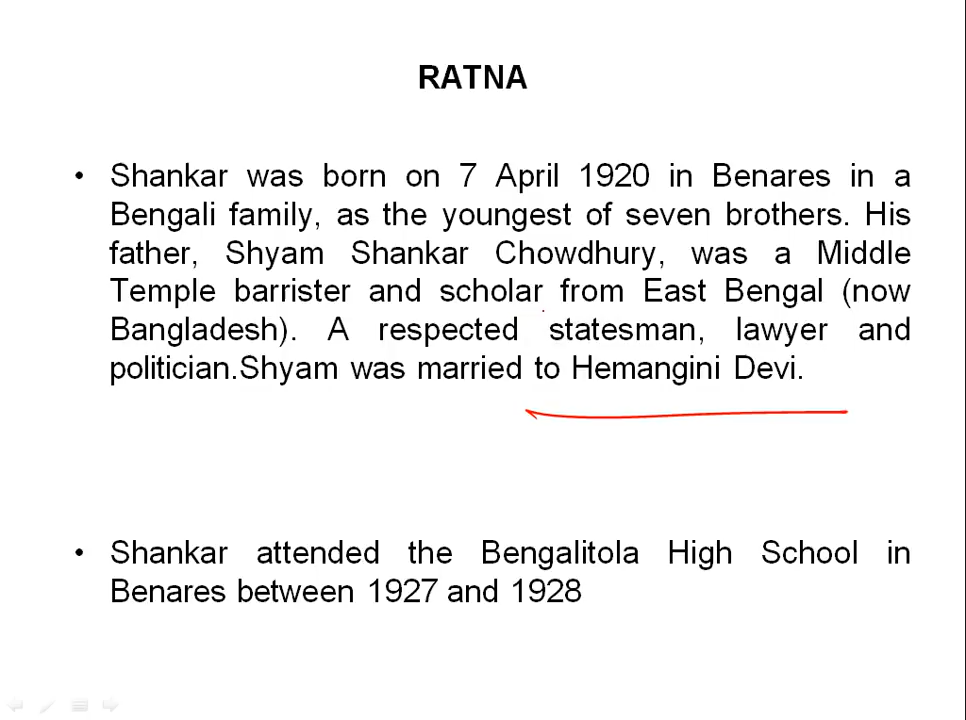 RATNA
• Shankar was born on 7 April 1920 in Benares in a
Bengali family, as the youngest of seven brothers. His
father, Shyam Shankar Chowdhury, was a Middle
Temple barrister and scholar from East Bengal (now
Bangladesh). A respected statesman, lawyer and
politician.Shyam was married to Hemangini Devi.
• Shankar attended the Bengalitola High School in
Benares between 1927 and 1928